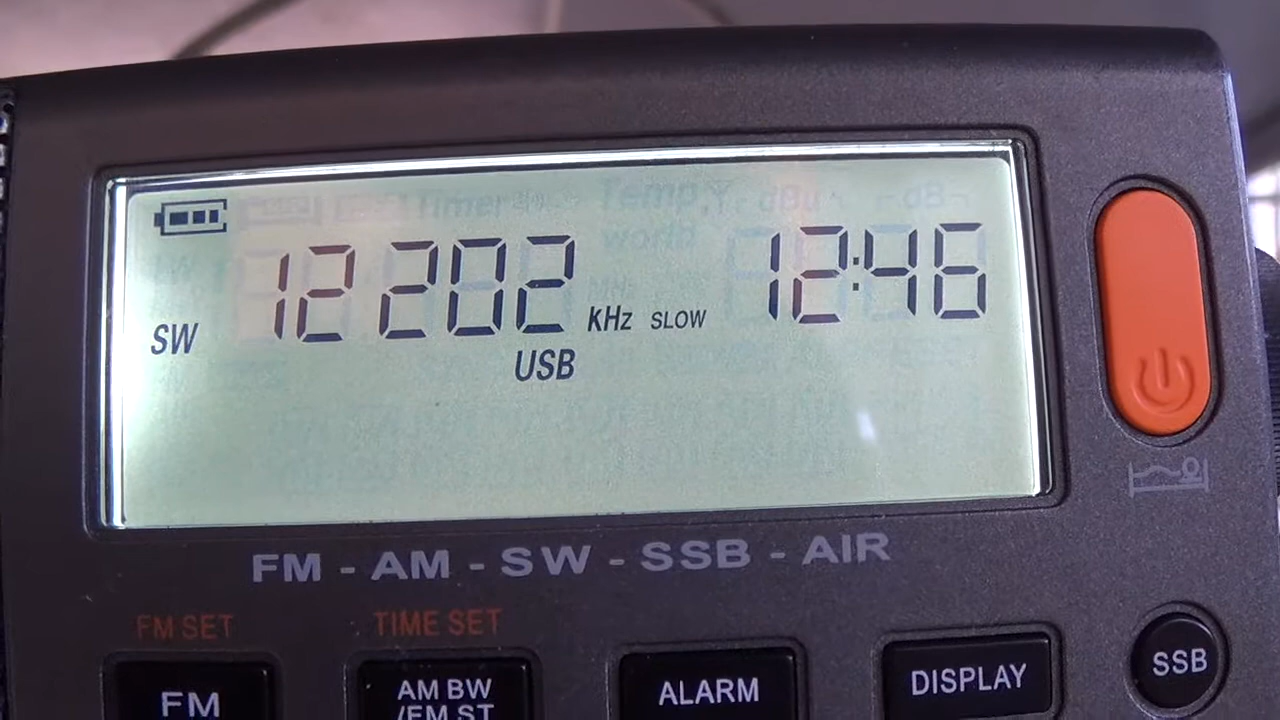 12202 kHz SLOW 12:46
SW
USB
FM - AM - SW - SSB - AIR
FM SET TIME SET
FM AM BW ALARM DISPLAY SSB
/FM ST